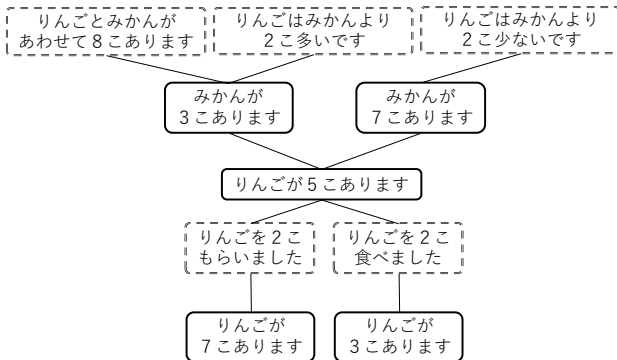 りんごとみかんが
あわせて８こあります
りんごはみかんより
２こ多いです
りんごはみかんより
２こ少ないです
みかんが
３こあります
みかんが
７こあります
りんごが５こあります
りんごを２こ
もらいました
りんごを２こ
食べました
りんごが
７こあります
りんごが
３こあります